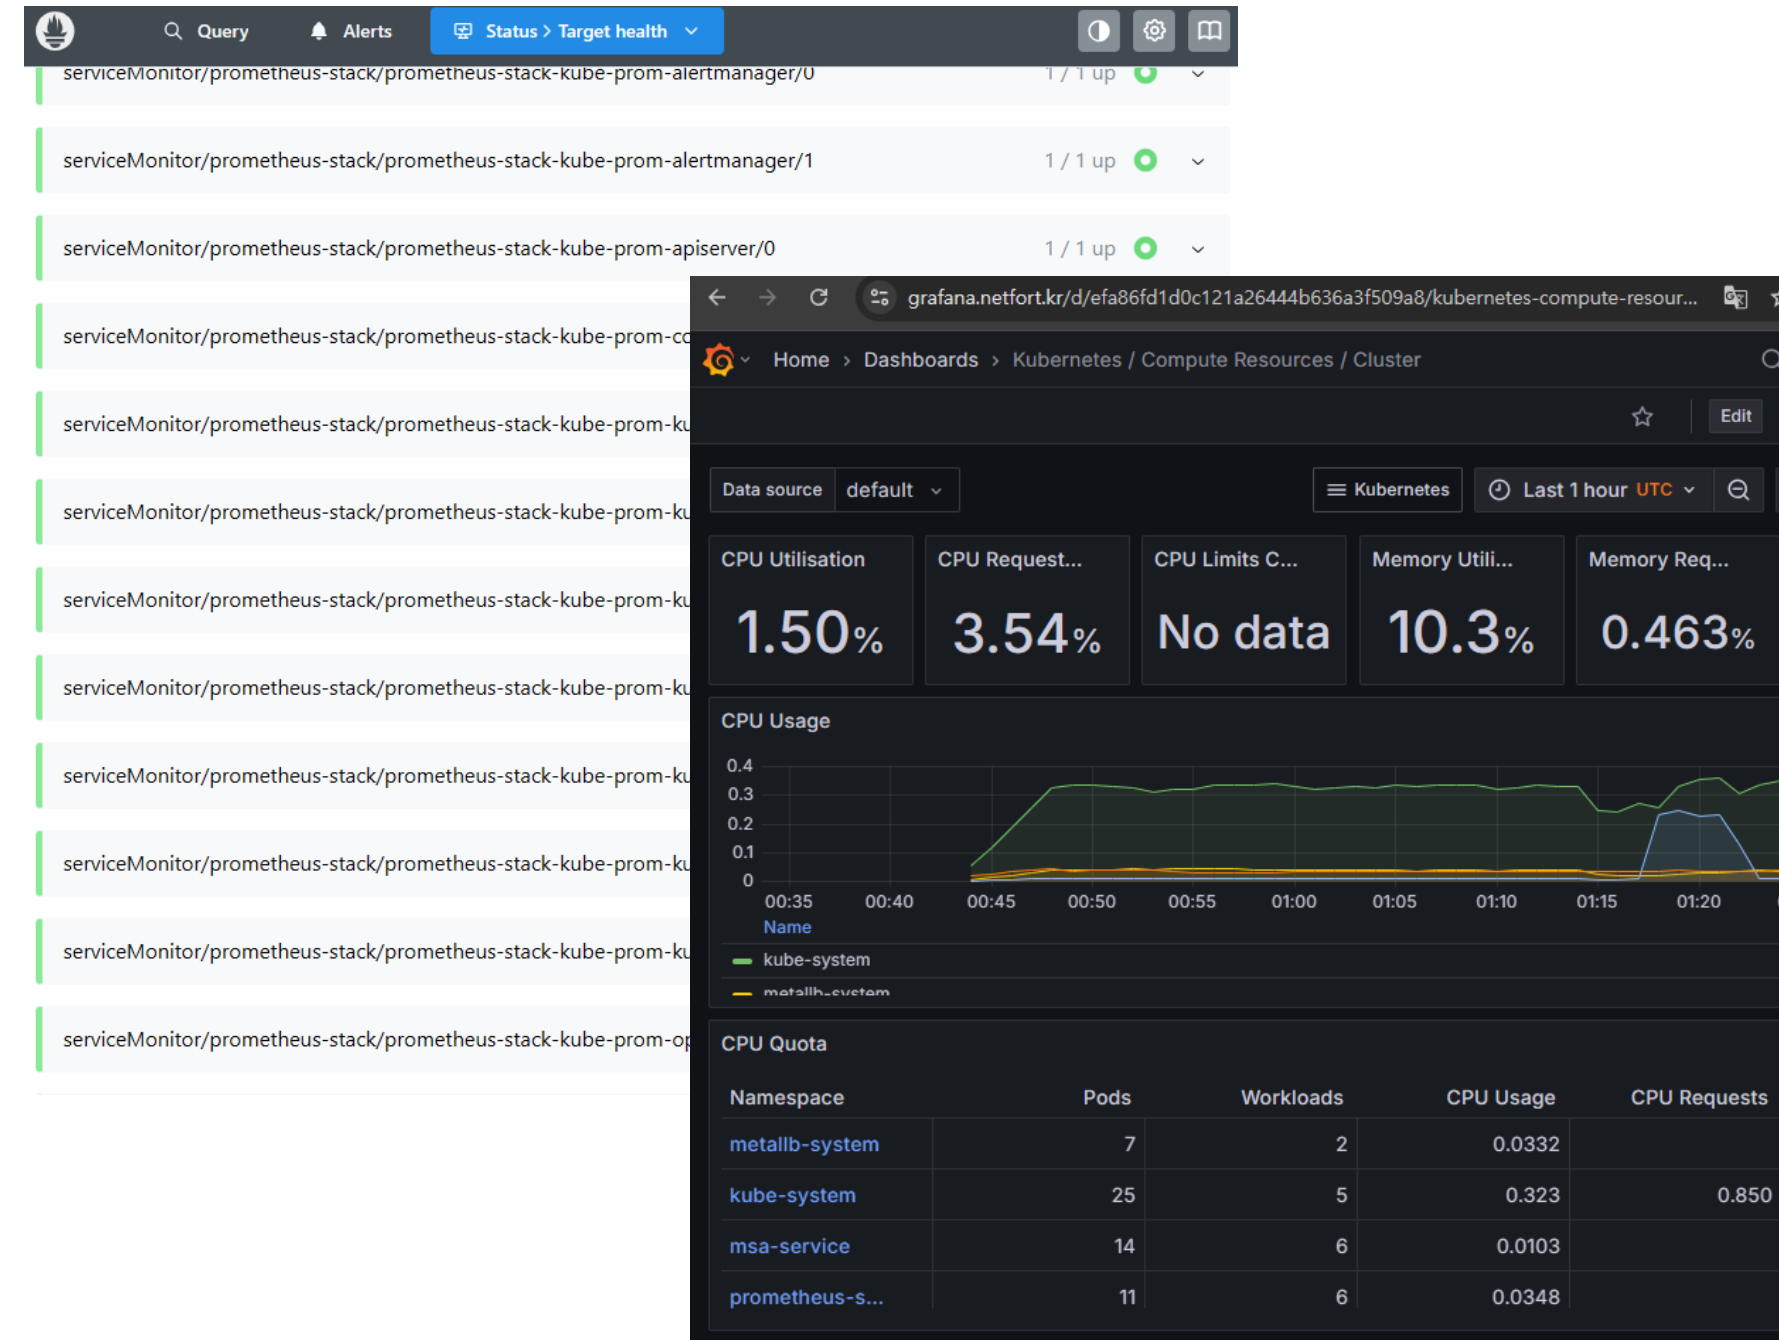 Query
Alerts
Status > Target health
serviceMonitor/prometheus-stack/prometheus-stack-kube-prom-alertmanager/0
1 / 1 up
serviceMonitor/prometheus-stack/prometheus-stack-kube-prom-alertmanager/1
1 / 1 up
serviceMonitor/prometheus-stack/prometheus-stack-kube-prom-apiserver/0
1 / 1 up
serviceMonitor/prometheus-stack/prometheus-stack-kube-prom-co
serviceMonitor/prometheus-stack/prometheus-stack-kube-prom-ku
serviceMonitor/prometheus-stack/prometheus-stack-kube-prom-ku
serviceMonitor/prometheus-stack/prometheus-stack-kube-prom-ku
serviceMonitor/prometheus-stack/prometheus-stack-kube-prom-ku
serviceMonitor/prometheus-stack/prometheus-stack-kube-prom-ku
serviceMonitor/prometheus-stack/prometheus-stack-kube-prom-ku
serviceMonitor/prometheus-stack/prometheus-stack-kube-prom-ku
serviceMonitor/prometheus-stack/prometheus-stack-kube-prom-op
grafana.netfort.kr/d/efa86fd1d0c121a26444b636a3f509a8/kubernetes-compute-resour...
Home > Dashboards > Kubernetes / Compute Resources / Cluster
Edit
Data source default
Kubernetes
Last 1 hour UTC
CPU Utilisation
1.50%
CPU Request...
3.54%
CPU Limits C...
No data
Memory Utili...
10.3%
Memory Req...
0.463%
CPU Usage
0.4
0.3
0.2
0.1
0
00:35 00:40 00:45 00:50 00:55 01:00 01:05 01:10 01:15 01:20
Name
kube-system
metallb-system
CPU Quota
Namespace Pods Workloads CPU Usage CPU Requests
metallb-system 7 2 0.0332
kube-system 25 5 0.323 0.850
msa-service 14 6 0.0103
prometheus-s... 11 6 0.0348